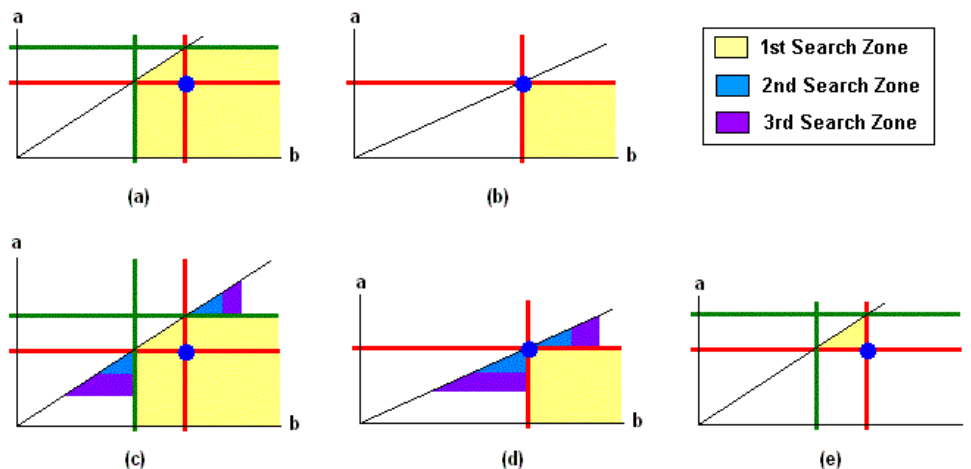 a
b
(a)
a
b
(b)
1st Search Zone
2nd Search Zone
3rd Search Zone
a
b
(c)
a
b
(d)
a
b
(e)